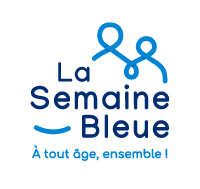 La
Semaine
Bleue
À tout âge, ensemble !